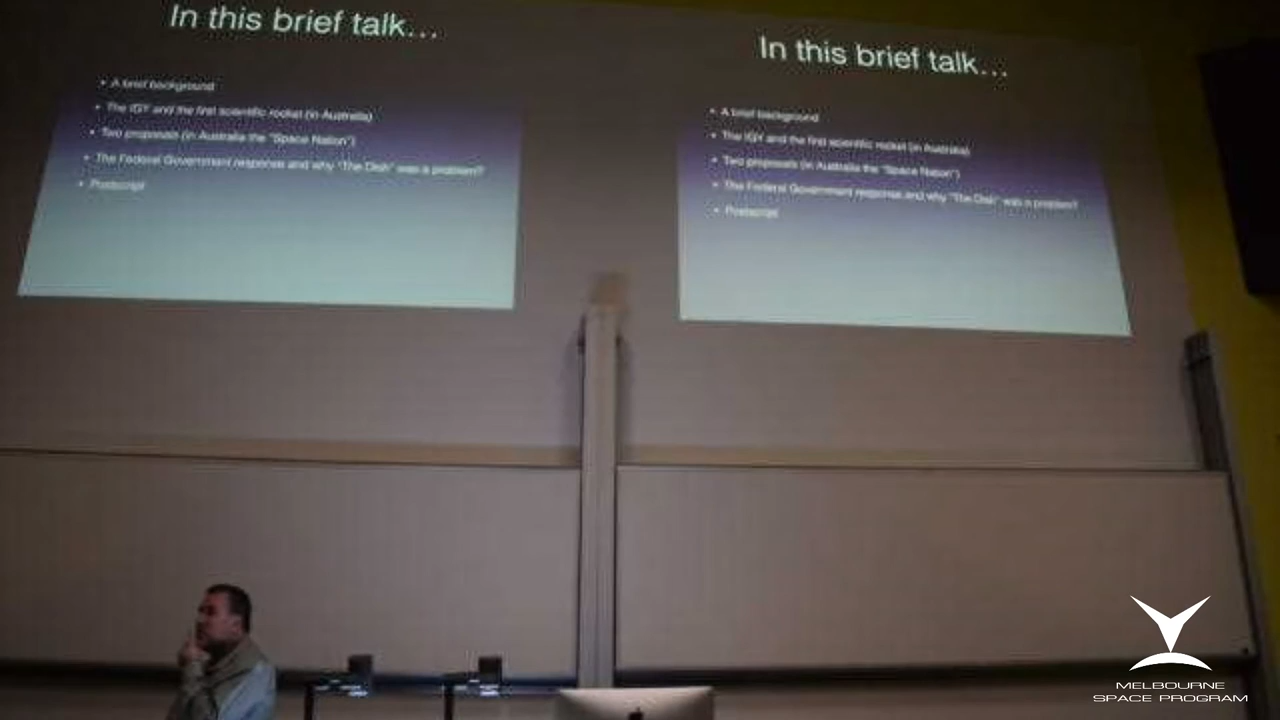 In this brief talk…
• A brief background
• The IGY and the first scientific rocket (in Australia)
• Two proposals (in Australia the "Space Nation")
• The Federal Government response and why "The Dish" was a problem?
• Postscript
In this brief talk…
• A brief background
• The IGY and the first scientific rocket (in Australia)
• Two proposals (in Australia the "Space Nation")
• The Federal Government response and why "The Dish" was a problem?
• Postscript
MELBOURNE
SPACE PROGRAM